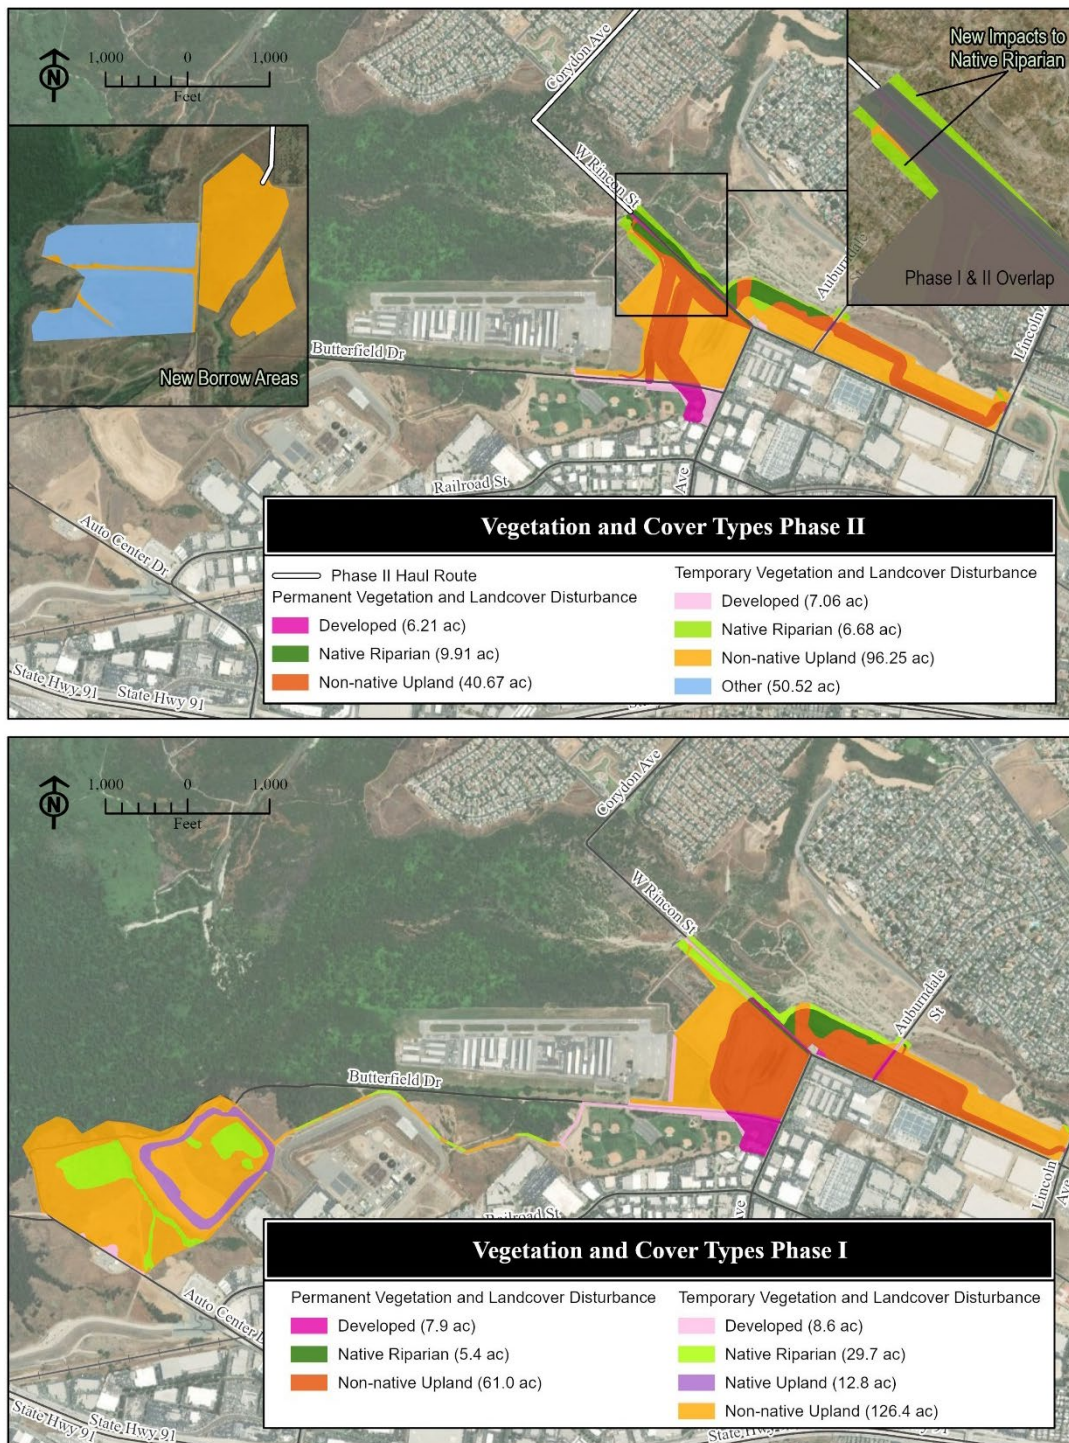 1,000 0 1,000
Feet
N
Corydon Ave
W Rincon St
New Impacts to
Native Riparian
Phase I & II Overlap
New Borrow Areas
Auburndale
Lincoln
Butterfield Dr
Railroad St
Ave
Auto Center Dr
State Hwy 91
State Hwy 91
Vegetation and Cover Types Phase II
Phase II Haul Route
Permanent Vegetation and Landcover Disturbance
Developed (6.21 ac)
Native Riparian (9.91 ac)
Non-native Upland (40.67 ac)
Temporary Vegetation and Landcover Disturbance
Developed (7.06 ac)
Native Riparian (6.68 ac)
Non-native Upland (96.25 ac)
Other (50.52 ac)
1,000 0 1,000
Feet
N
Corydon Ave
W Rincon St
Auburndale
St
Butterfield Dr
Lincoln
Ave
Auto Center
State Hwy 91
State Hwy 91
Vegetation and Cover Types Phase I
Permanent Vegetation and Landcover Disturbance
Developed (7.9 ac)
Native Riparian (5.4 ac)
Non-native Upland (61.0 ac)
Temporary Vegetation and Landcover Disturbance
Developed (8.6 ac)
Native Riparian (29.7 ac)
Native Upland (12.8 ac)
Non-native Upland (126.4 ac)